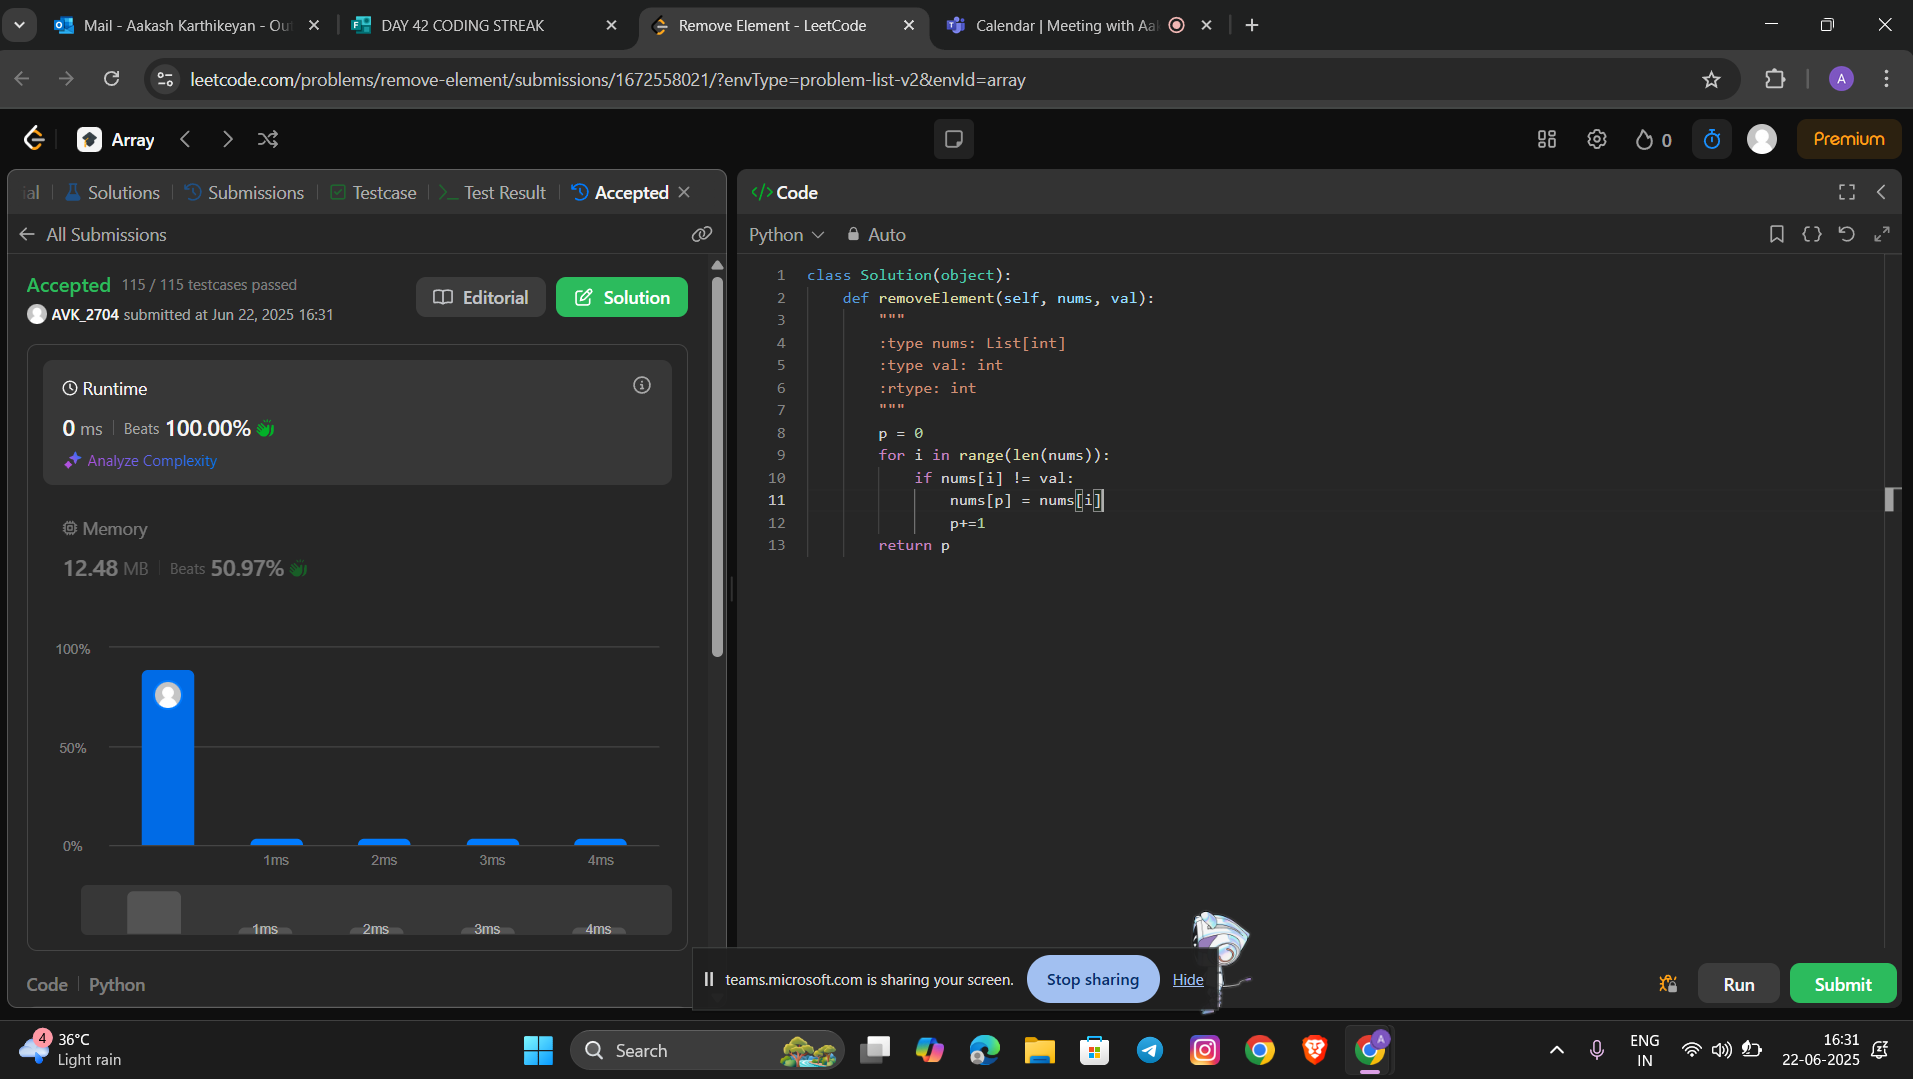 Mail - Aakash Karthikeyan - Out
DAY 42 CODING STREAK
Remove Element - LeetCode
Calendar | Meeting with Aa
leetcode.com/problems/remove-element/submissions/1672558021/?envType=problem-list-v2&envId=array
A
Array
0
Premium
ial
Solutions
Submissions
Testcase
Test Result
Accepted
</> Code
All Submissions
Python
Auto
Accepted 115 / 115 testcases passed
AVK_2704 submitted at Jun 22, 2025 16:31
Editorial
Solution
Runtime
0 ms | Beats 100.00%
Analyze Complexity
Memory
12.48 MB | Beats 50.97%
100%
50%
0%
1ms 2ms 3ms 4ms
1ms 2ms 3ms 4ms
Code | Python
1 class Solution(object):
2 def removeElement(self, nums, val):
3 """
4 :type nums: List[int]
5 :type val: int
6 :rtype: int
7 """
8 p = 0
9 for i in range(len(nums)):
10 if nums[i] != val:
11 nums[p] = nums[i]
12 p+=1
13 return p
teams.microsoft.com is sharing your screen.
Stop sharing
Hide
Run
Submit
4
36°C
Light rain
Search
A
ENG
IN
16:31
22-06-2025